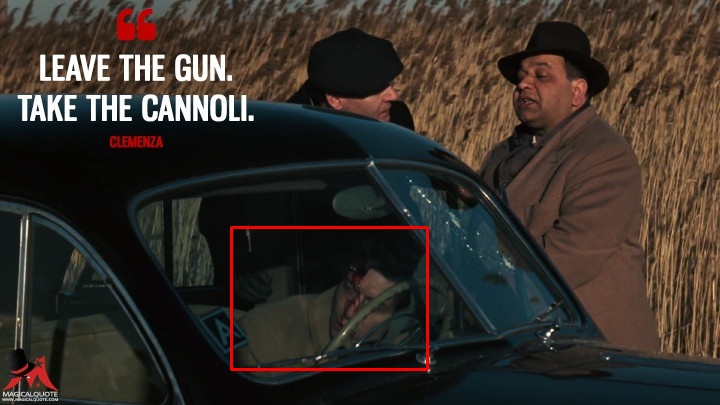 LEAVE THE GUN.
TAKE THE CANNOLI.
CLEMENZA
A
MAGICALQUOTE
WWW.MAGICALQUOTE.COM